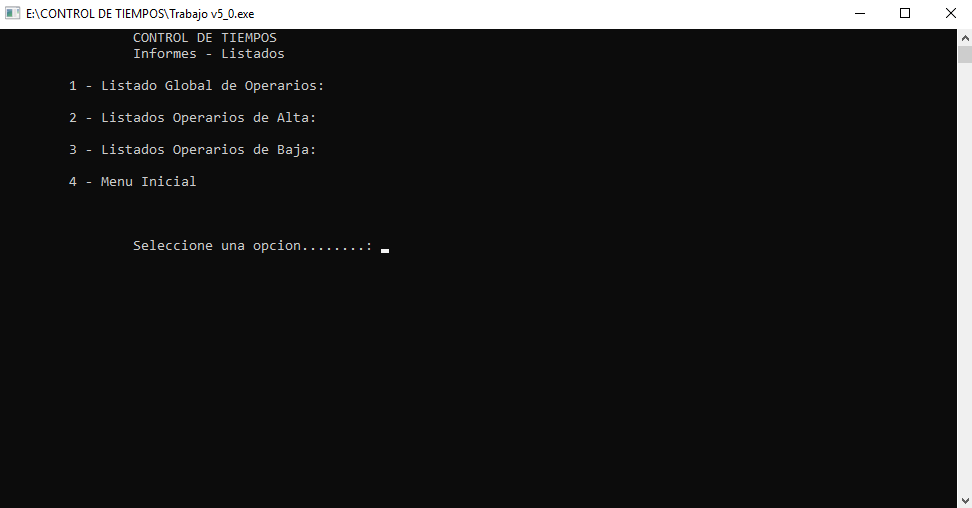 E:\CONTROL DE TIEMPOS\Trabajo v5_0.exe
CONTROL DE TIEMPOS
Informes - Listados
1 - Listado Global de Operarios:
2 - Listados Operarios de Alta:
3 - Listados Operarios de Baja:
4 - Menu Inicial
Seleccione una opcion........: